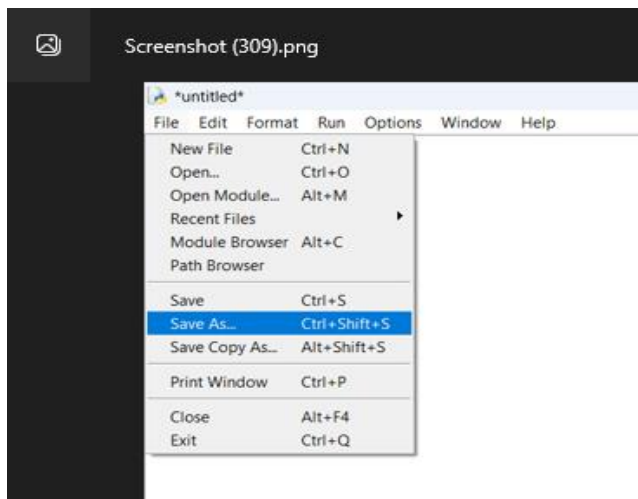 Screenshot (309).png
*untitled*
File Edit Format Run Options Window Help
New File Ctrl+N
Open... Ctrl+O
Open Module... Alt+M
Recent Files
Module Browser Alt+C
Path Browser
Save Ctrl+S
Save As... Ctrl+Shift+S
Save Copy As... Alt+Shift+S
Print Window Ctrl+P
Close Alt+F4
Exit Ctrl+Q